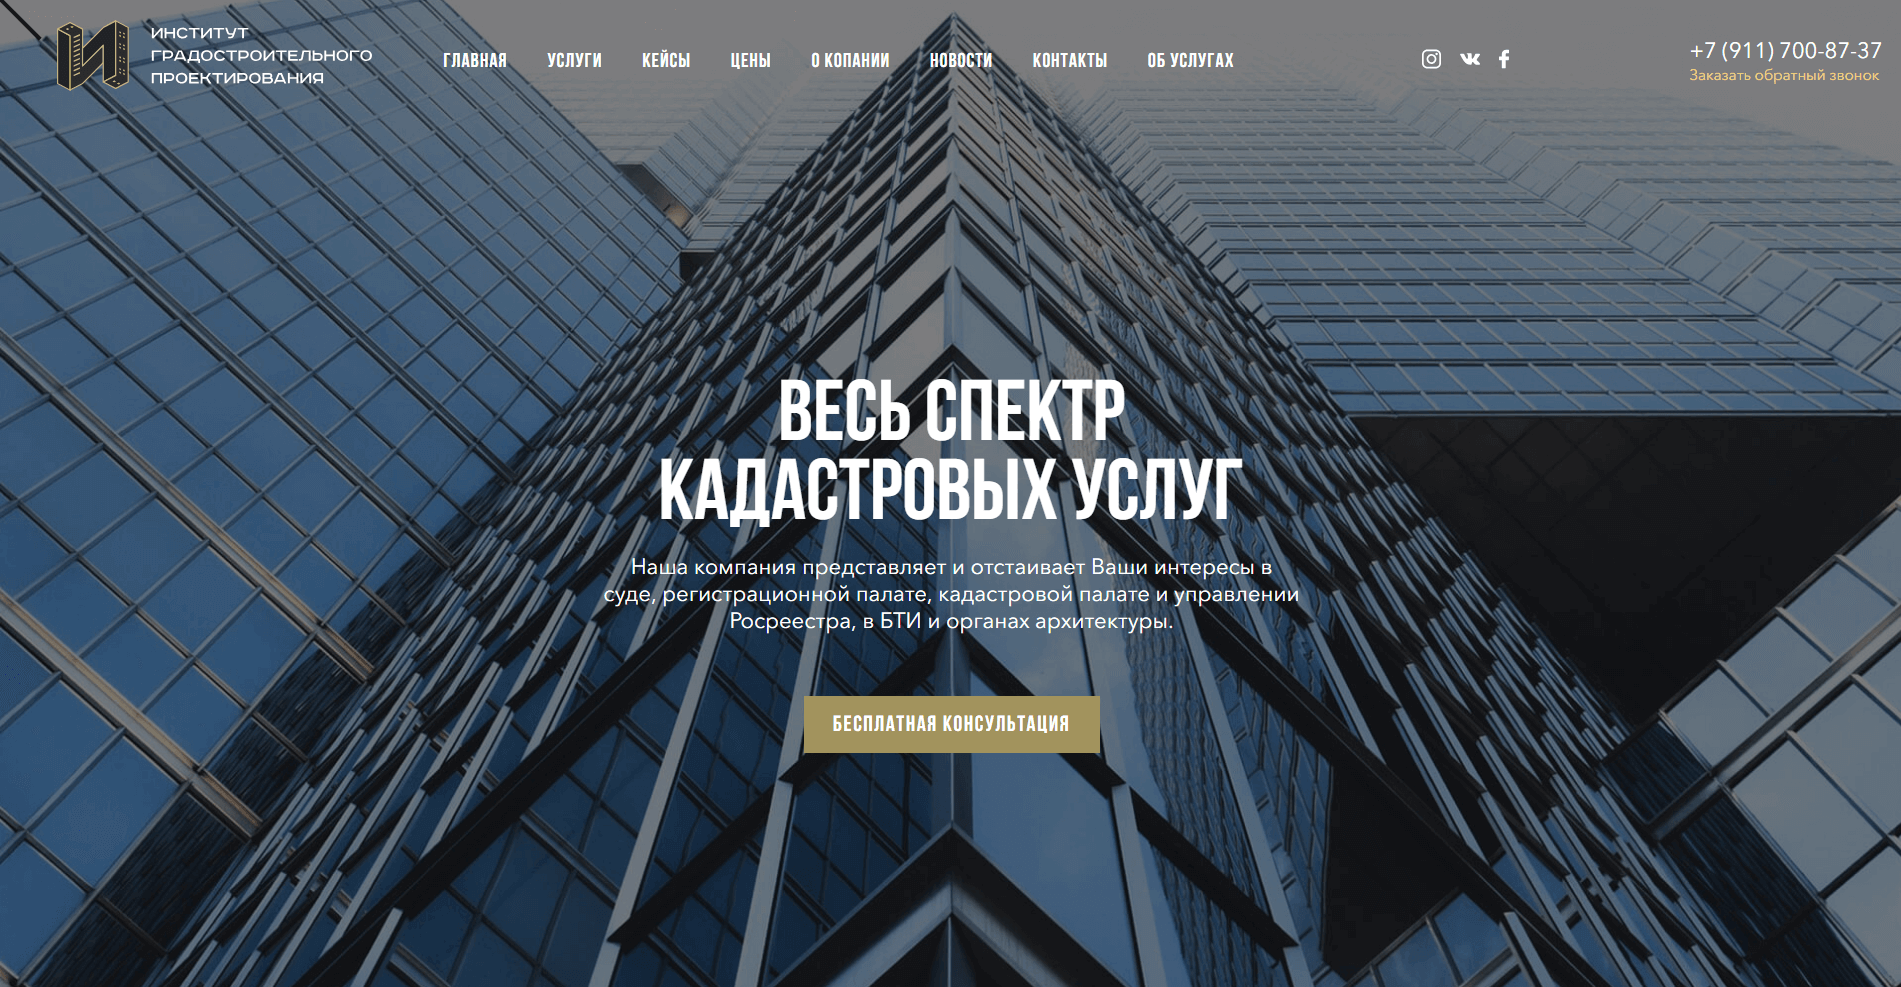 ИНСТИТУТ
ГРАДОСТРОИТЕЛЬНОГО
ПРОЕКТИРОВАНИЯ
ГЛАВНАЯ УСЛУГИ КЕЙСЫ ЦЕНЫ О КОПАНИИ НОВОСТИ КОНТАКТЫ ОБ УСЛУГАХ
+7 (911) 700-87-37
Заказать обратный звонок
ВЕСЬ СПЕКТР
КАДАСТРОВЫХ УСЛУГ
Наша компания представляет и отстаивает Ваши интересы в
суде, регистрационной палате, кадастровой палате и управлении
Росреестра, в БТИ и органах архитектуры.
БЕСПЛАТНАЯ КОНСУЛЬТАЦИЯ